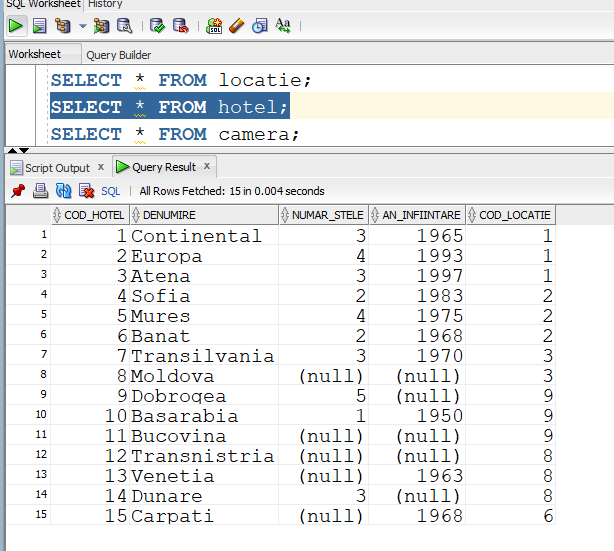 SQL Worksheet History
Worksheet Query Builder
SELECT * FROM locatie;
SELECT * FROM hotel;
SELECT * FROM camera;
Script Output x Query Result x
SQL | All Rows Fetched: 15 in 0.004 seconds
COD_HOTEL DENUMIRE NUMAR_STELE AN_INFIINTARE COD_LOCATIE
1 1 Continental 3 1965 1
2 2 Europa 4 1993 1
3 3 Atena 3 1997 1
4 4 Sofia 2 1983 2
5 5 Mures 4 1975 2
6 6 Banat 2 1968 2
7 7 Transilvania 3 1970 3
8 8 Moldova (null) (null) 3
9 9 Dobrogea 5 (null) 9
10 10 Basarabia 1 1950 9
11 11 Bucovina (null) (null) 9
12 12 Transnistria (null) (null) 8
13 13 Venetia (null) 1963 8
14 14 Dunare 3 (null) 8
15 15 Carpati (null) 1968 6